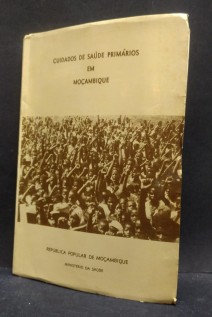 CUIDADOS DE SAÚDE PRIMÁRIOS
EM
MOÇAMBIQUE
REPÚBLICA POPULAR DE MOÇAMBIQUE
MINISTÉRIO DA SAÚDE